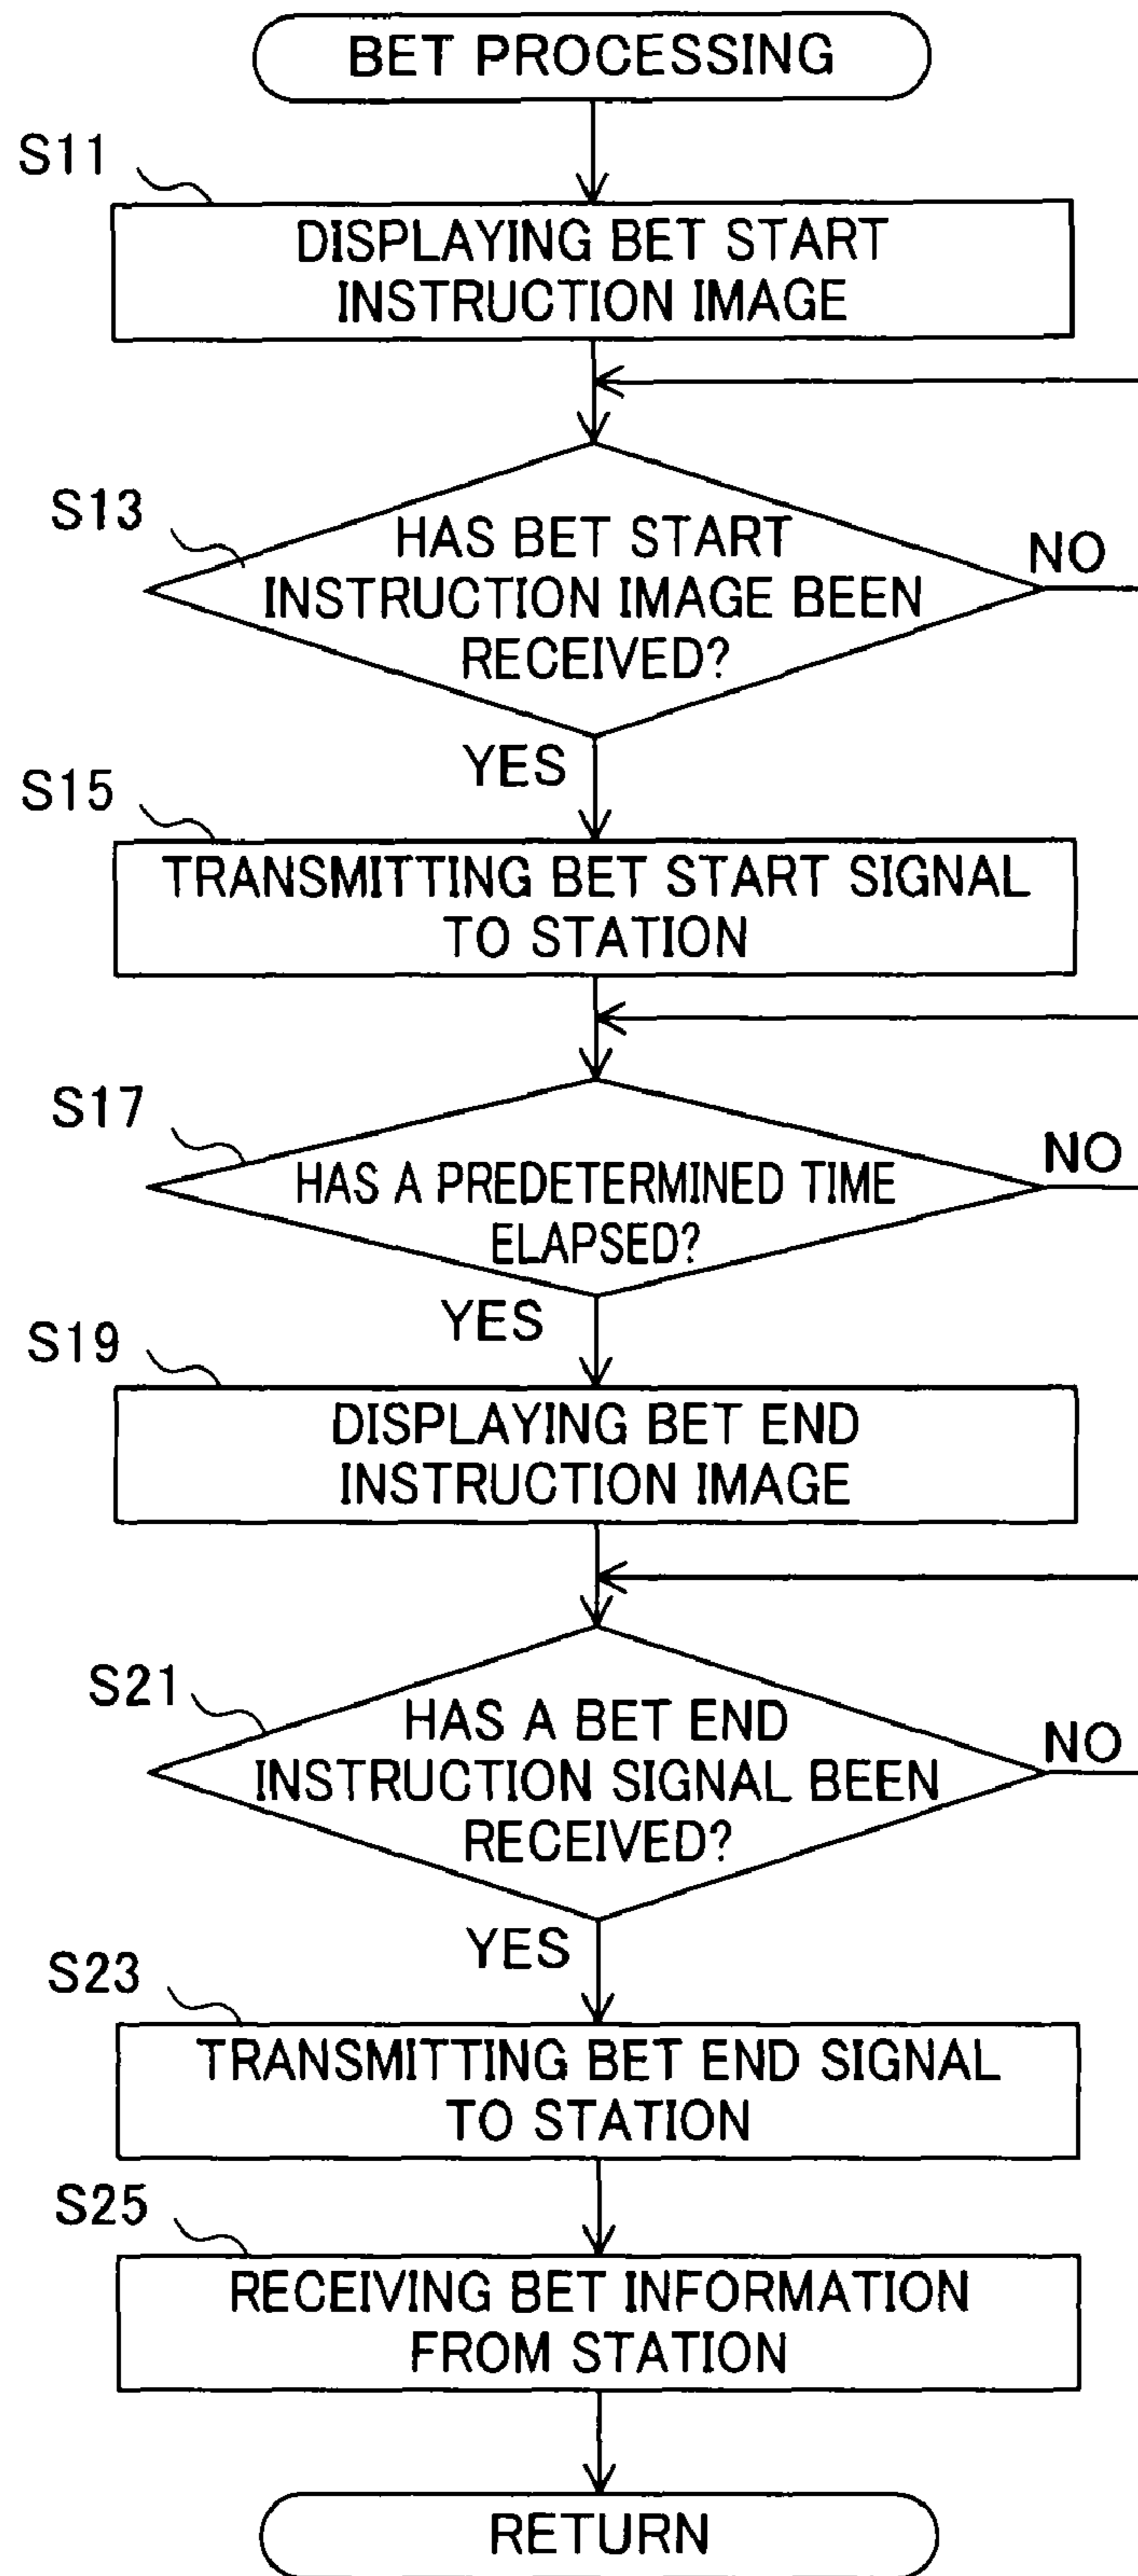 BET PROCESSING
S11
DISPLAYING BET START
INSTRUCTION IMAGE
S13
HAS BET START
INSTRUCTION IMAGE BEEN
RECEIVED?
NO
YES
S15
TRANSMITTING BET START SIGNAL
TO STATION
S17
HAS A PREDETERMINED TIME
ELAPSED?
NO
YES
S19
DISPLAYING BET END
INSTRUCTION IMAGE
S21
HAS A BET END
INSTRUCTION SIGNAL BEEN
RECEIVED?
NO
YES
S23
TRANSMITTING BET END SIGNAL
TO STATION
S25
RECEIVING BET INFORMATION
FROM STATION
RETURN